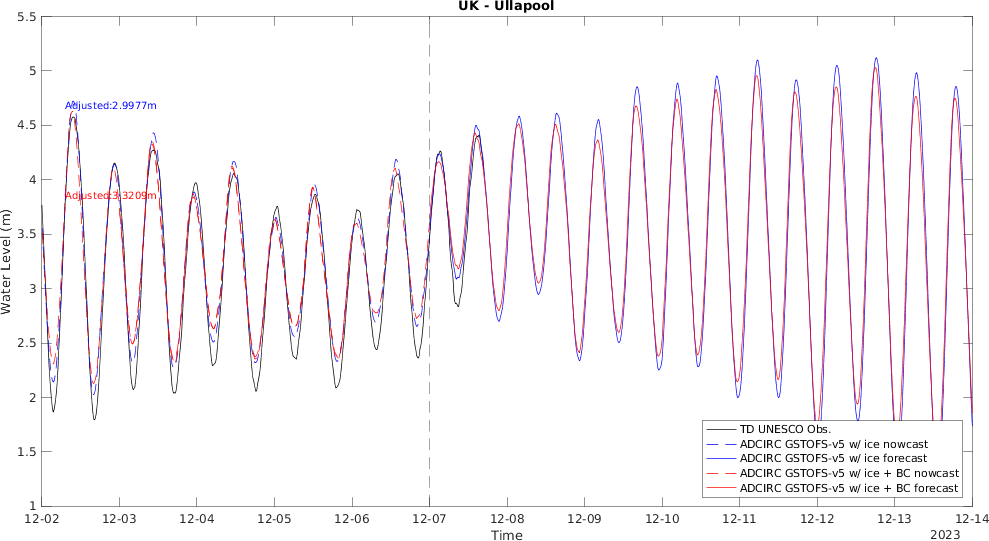 UK - Ullapool
5.5
5
4.5
4
3.5
3
2.5
2
1.5
1
Water Level (m)
Adjusted:2.9977m
Adjusted:3.3209m
TD UNESCO Obs.
ADCIRC GSTOFS-v5 w/ ice nowcast
ADCIRC GSTOFS-v5 w/ ice forecast
ADCIRC GSTOFS-v5 w/ ice + BC nowcast
ADCIRC GSTOFS-v5 w/ ice + BC forecast
12-02 12-03 12-04 12-05 12-06 12-07 12-08 12-09 12-10 12-11 12-12 12-13 12-14
Time
2023